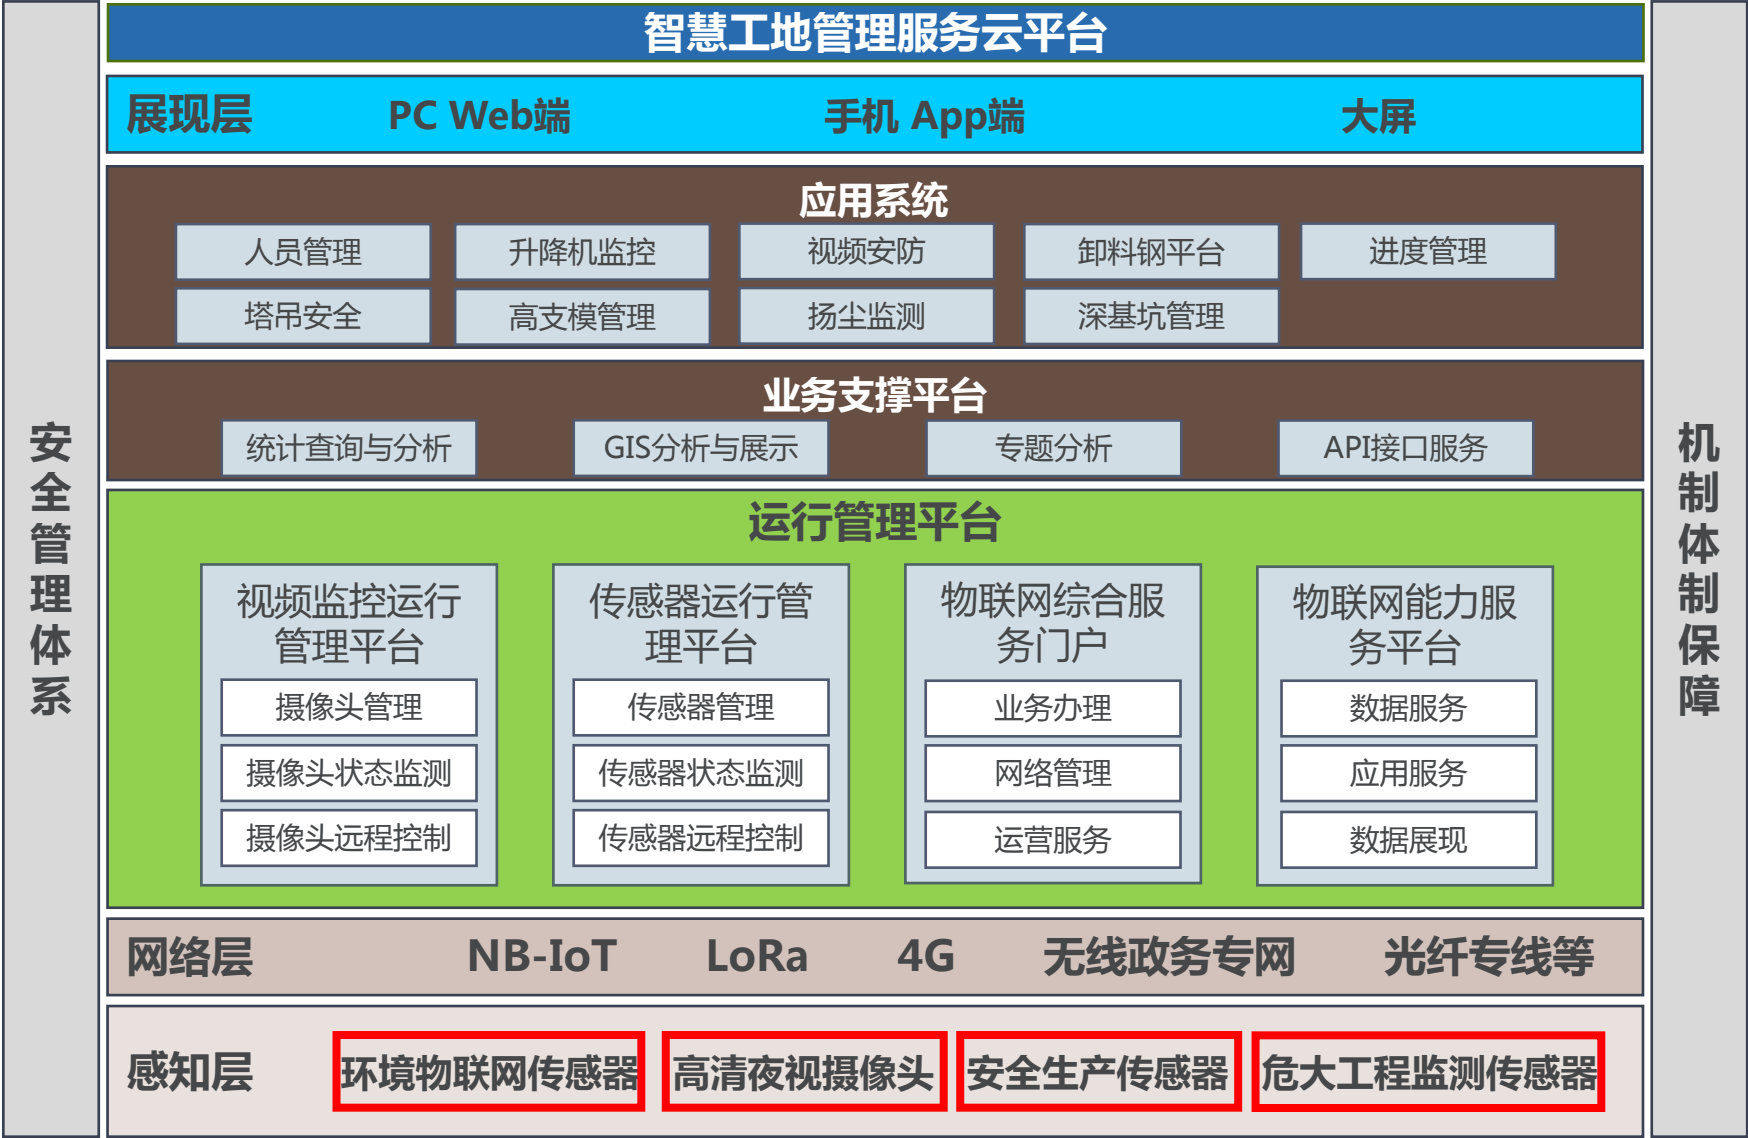 智慧工地管理服务云平台
展现层 PC Web端 手机 App端 大屏
应用系统
人员管理 升降机监控 视频安防 卸料钢平台 进度管理
塔吊安全 高支模管理 扬尘监测 深基坑管理
业务支撑平台
统计查询与分析 GIS分析与展示 专题分析 API接口服务
运行管理平台
视频监控运行
管理平台
摄像头管理
摄像头状态监测
摄像头远程控制
传感器运行管
理平台
传感器管理
传感器状态监测
传感器远程控制
物联网综合服
务门户
业务办理
网络管理
运营服务
物联网能力服
务平台
数据服务
应用服务
数据展现
网络层 NB-IoT LoRa 4G 无线政务专网 光纤专线等
感知层 环境物联网传感器 高清夜视摄像头 安全生产传感器 危大工程监测传感器
安全管理体系
机制体制保障